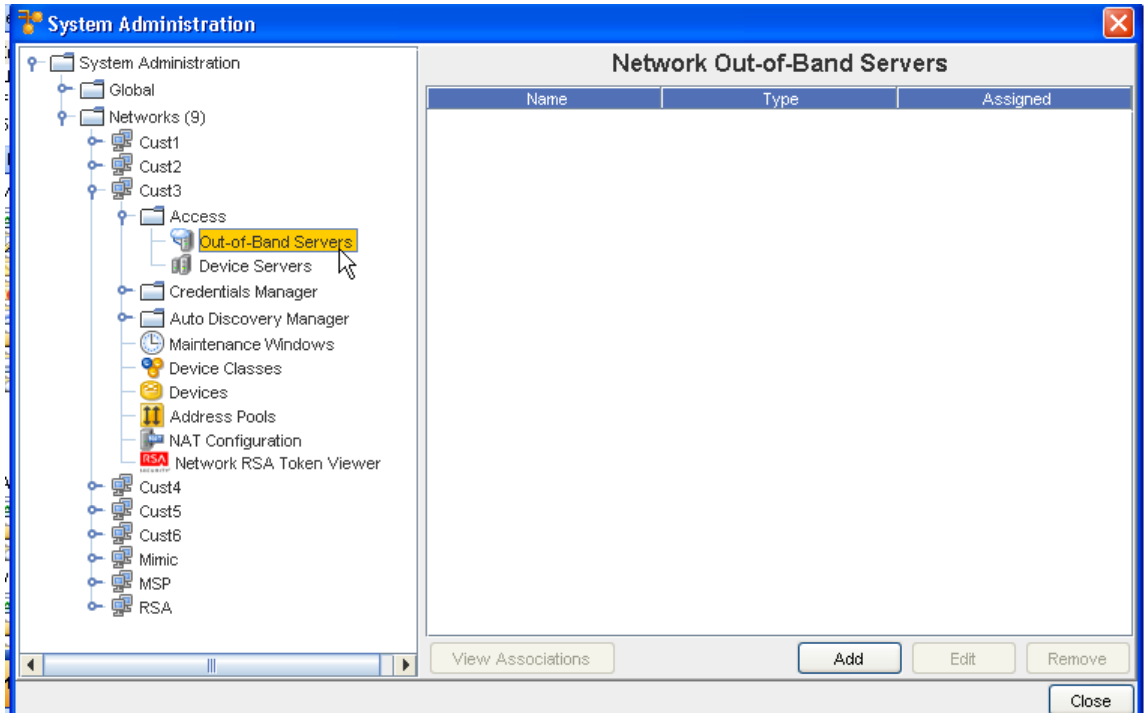 System Administration
System Administration
Global
Networks (9)
Cust1
Cust2
Cust3
Access
Out-of-Band Servers
Device Servers
Credentials Manager
Auto Discovery Manager
Maintenance Windows
Device Classes
Devices
Address Pools
NAT Configuration
RSA Network RSA Token Viewer
Cust4
Cust5
Cust6
Mimic
MSP
RSA
Network Out-of-Band Servers
Name Type Assigned
View Associations Add Edit Remove
Close